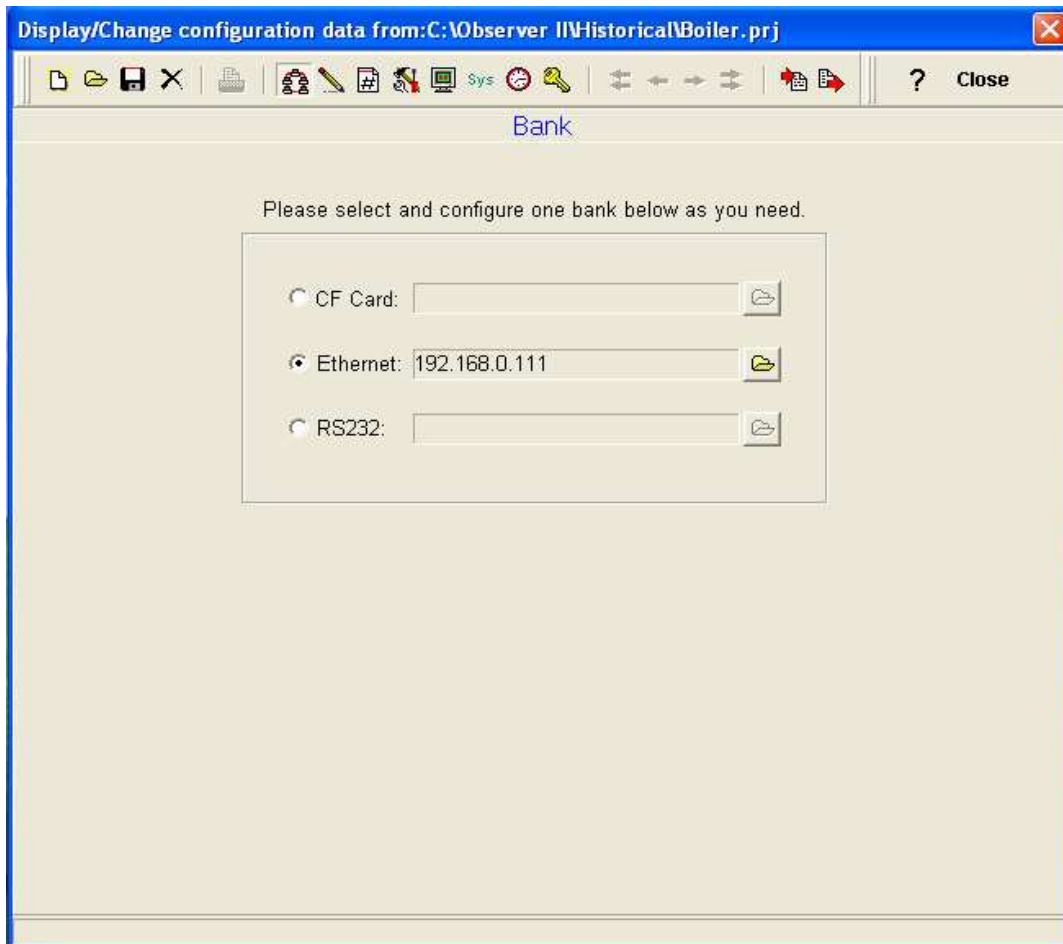 Display/Change configuration data from:C:\Observer II\Historical\Boiler.prj
Sys ? Close
Bank
Please select and configure one bank below as you need.
CF Card:
Ethernet: 192.168.0.111
RS232: